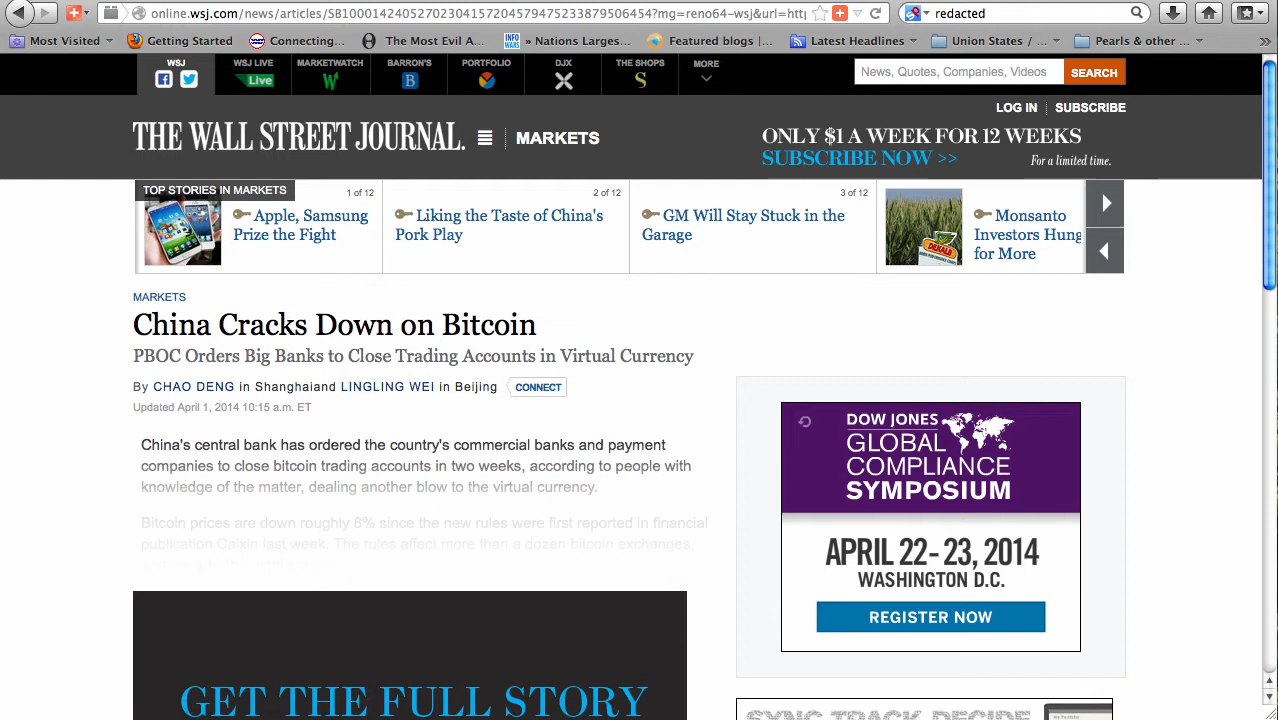 online.wsj.com/news/articles/SB10001424052702304157204579475233879506454?mg=reno64-wsj&url=http
redacted
Most Visited
Getting Started
Connecting...
The Most Evil A...
INFO WARS
» Nations Larges...
Featured blogs |...
Latest Headlines
Union States / ...
Pearls & other ...
WSJ
WSJ LIVE
Live
MARKETWATCH
W
BARRON'S
B
PORTFOLIO
DJX
THE SHOPS
S
MORE
News, Quotes, Companies, Videos
SEARCH
LOG IN
SUBSCRIBE
THE WALL STREET JOURNAL.
MARKETS
ONLY $1 A WEEK FOR 12 WEEKS
SUBSCRIBE NOW >>
For a limited time.
TOP STORIES IN MARKETS
1 of 12
Apple, Samsung
Prize the Fight
2 of 12
Liking the Taste of China's
Pork Play
3 of 12
GM Will Stay Stuck in the
Garage
DEKALB
Monsanto
Investors Hung
for More
MARKETS
China Cracks Down on Bitcoin
PBOC Orders Big Banks to Close Trading Accounts in Virtual Currency
By CHAO DENG in Shanghaiand LINGLING WEI in Beijing
CONNECT
Updated April 1, 2014 10:15 a.m. ET
China's central bank has ordered the country's commercial banks and payment
companies to close bitcoin trading accounts in two weeks, according to people with
knowledge of the matter, dealing another blow to the virtual currency.
Bitcoin prices are down roughly 8% since the new rules were first reported in financial
publication Caixin last week. The rules affect more than a dozen bitcoin exchanges,
GET THE FULL STORY
DOW JONES
GLOBAL
COMPLIANCE
SYMPOSIUM
APRIL 22-23, 2014
WASHINGTON D.C.
REGISTER NOW
SYNC TRACK DECIDE
My Portfolio